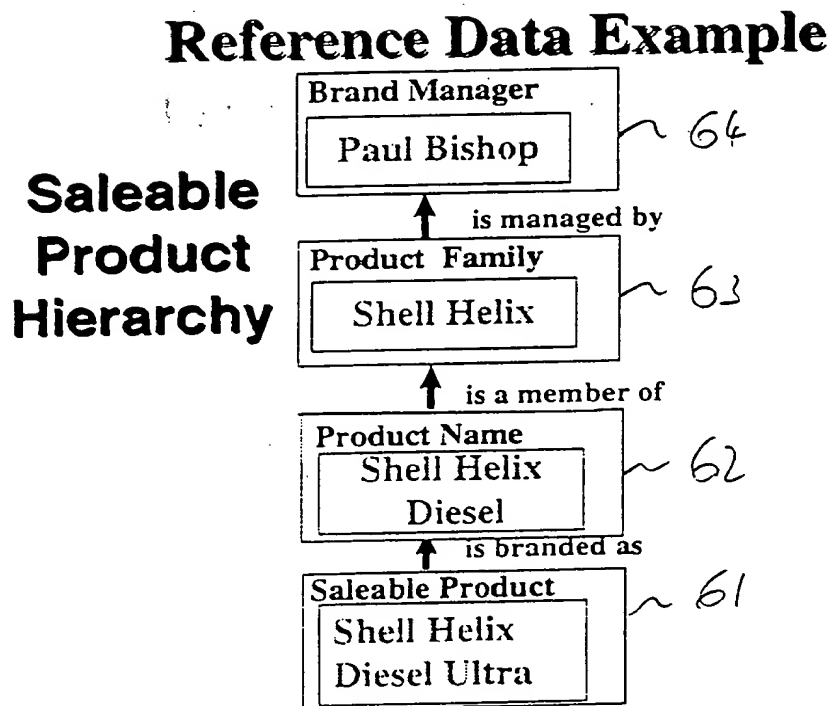 Reference Data Example
Brand Manager
Paul Bishop
64
is managed by
Saleable
Product
Hierarchy
Product Family
Shell Helix
63
is a member of
Product Name
Shell Helix
Diesel
62
is branded as
Saleable Product
Shell Helix
Diesel Ultra
61